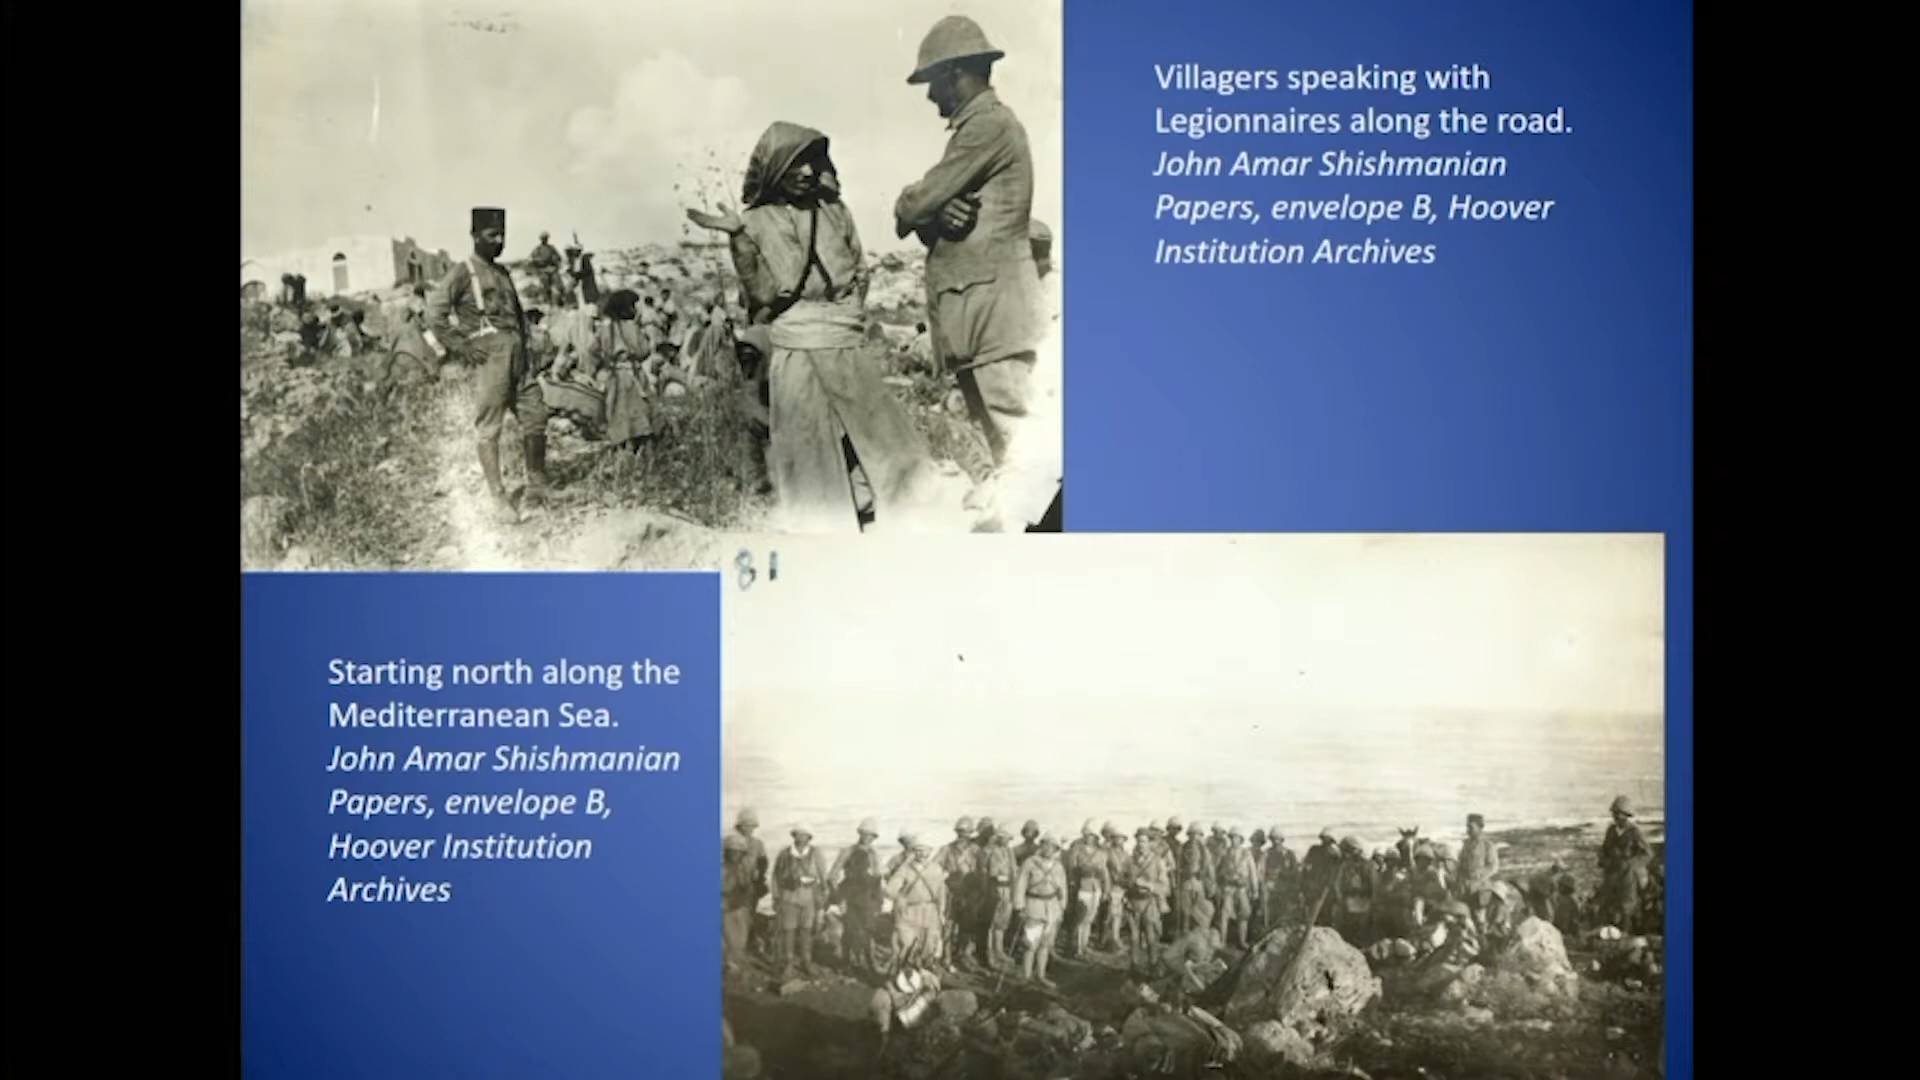 Villagers speaking with
Legionnaires along the road.
John Amar Shishmanian
Papers, envelope B, Hoover
Institution Archives
81
Starting north along the
Mediterranean Sea.
John Amar Shishmanian
Papers, envelope B,
Hoover Institution
Archives